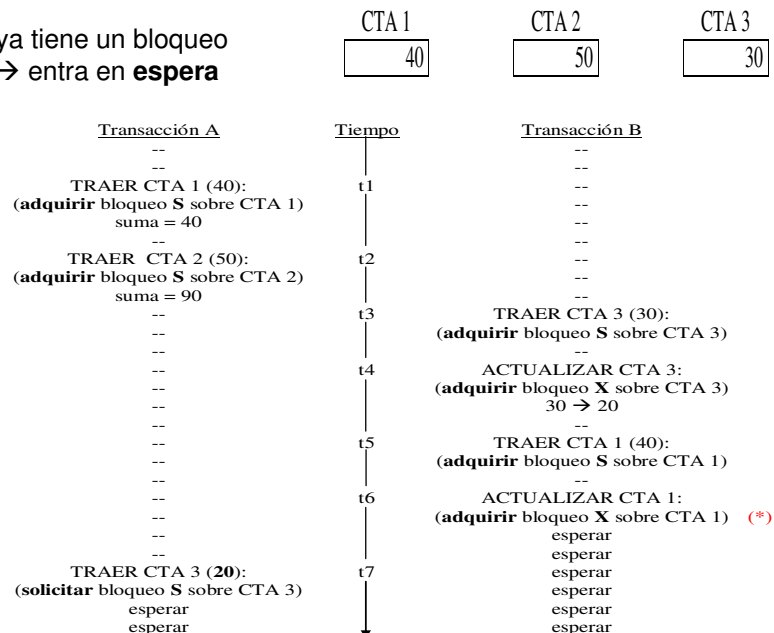 ya tiene un bloqueo
→ entra en espera
CTA 1 CTA 2 CTA 3
40 50 30
Transacción A Tiempo Transacción B
-- --
-- --
TRAER CTA 1 (40): t1 --
(adquirir bloqueo S sobre CTA 1) --
suma = 40 --
-- --
TRAER CTA 2 (50): t2 --
(adquirir bloqueo S sobre CTA 2) --
suma = 90 --
-- t3 TRAER CTA 3 (30):
-- (adquirir bloqueo S sobre CTA 3)
-- --
-- t4 ACTUALIZAR CTA 3:
-- (adquirir bloqueo X sobre CTA 3)
-- 30 → 20
-- --
-- t5 TRAER CTA 1 (40):
-- (adquirir bloqueo S sobre CTA 1)
-- --
-- t6 ACTUALIZAR CTA 1:
-- (adquirir bloqueo X sobre CTA 1) (*)
-- esperar
-- esperar
TRAER CTA 3 (20): t7 esperar
(solicitar bloqueo S sobre CTA 3) esperar
esperar esperar
esperar esperar